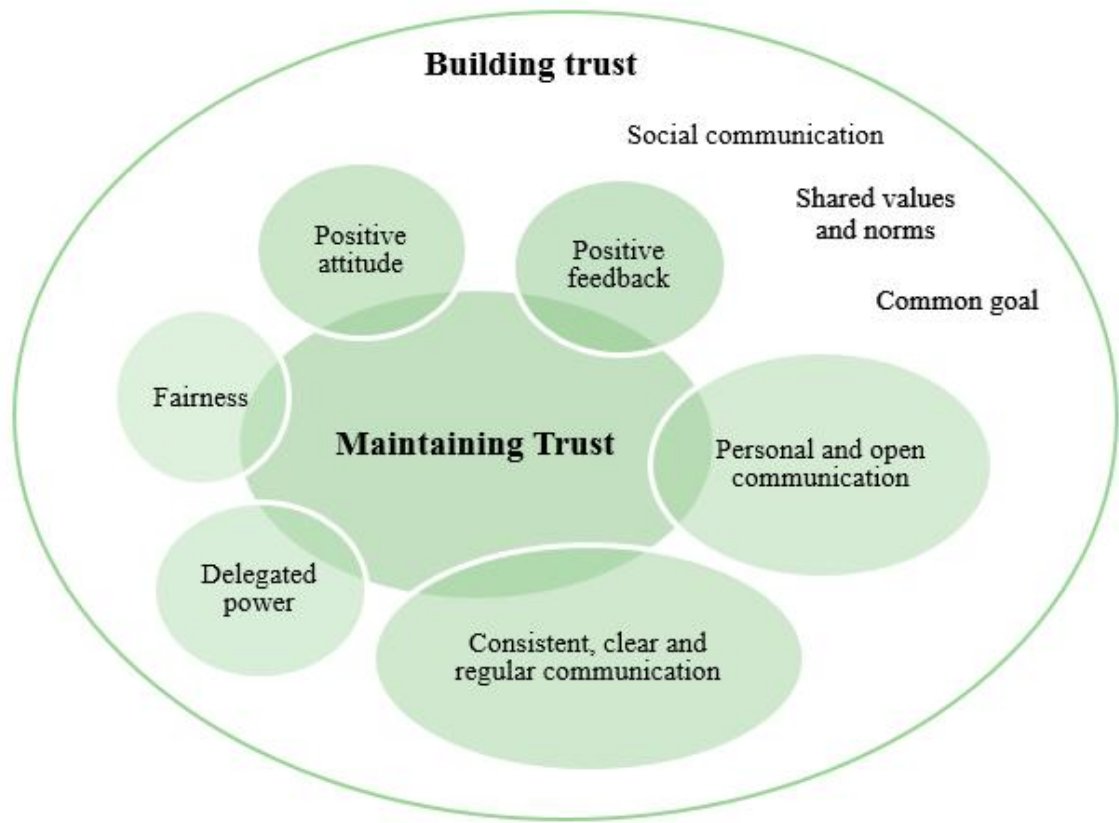 Building trust
Social communication
Shared values
and norms
Common goal
Positive
attitude
Positive
feedback
Fairness
Maintaining Trust
Personal and open
communication
Delegated
power
Consistent, clear and
regular communication